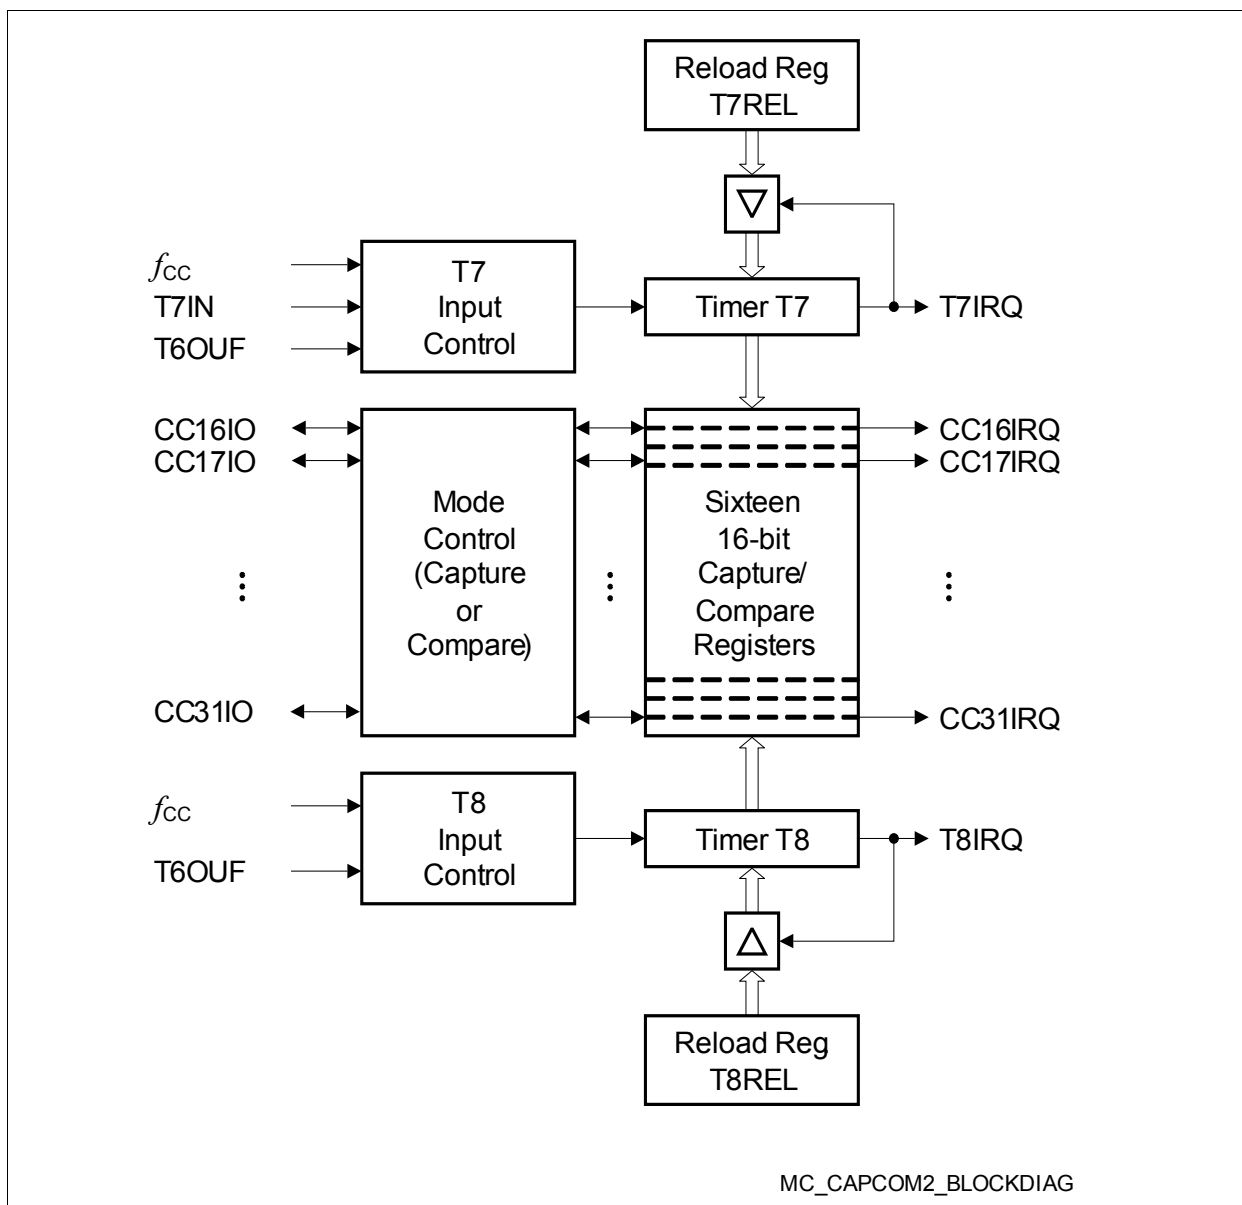 Reload Reg
T7REL
fCC
T7IN
T6OUF
T7
Input
Control
Timer T7
T7IRQ
CC16IO
CC17IO
CC31IO
Mode
Control
(Capture
or
Compare)
Sixteen
16-bit
Capture/
Compare
Registers
CC16IRQ
CC17IRQ
CC31IRQ
fCC
T6OUF
T8
Input
Control
Timer T8
T8IRQ
Reload Reg
T8REL
MC_CAPCOM2_BLOCKDIAG